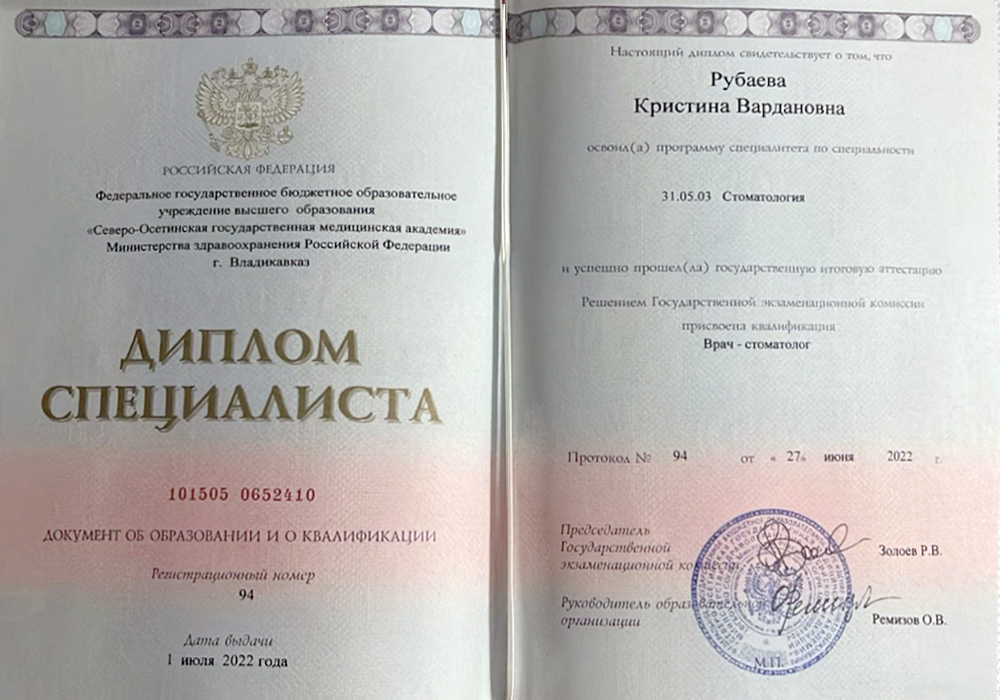 РОССИЙСКАЯ ФЕДЕРАЦИЯ
Федеральное государственное бюджетное образовательное
учреждение высшего образования
«Северо-Осетинская государственная медицинская академия»
Министерства здравоохранения Российской Федерации
г. Владикавказ
ДИПЛОМ
СПЕЦИАЛИСТА
101505 0652410
ДОКУМЕНТ ОБ ОБРАЗОВАНИИ И О КВАЛИФИКАЦИИ
Регистрационный номер
94
Дата выдачи
1 июля 2022 года
Настоящий диплом свидетельствует о том, что
Рубаева
Кристина Вардановна
освоил(а) программу специалитета по специальности
31.05.03 Стоматология
и успешно прошел(ла) государственную итоговую аттестацию
Решением Государственной экзаменационной комиссии
присвоена квалификация
Врач - стоматолог
Протокол № 94 от « 27» июня 2022 г.
Председатель
Государственной
экзаменационной комиссии
Золоев Р.В.
Руководитель образовательной
организации
Ремизов О.В.
М.П.